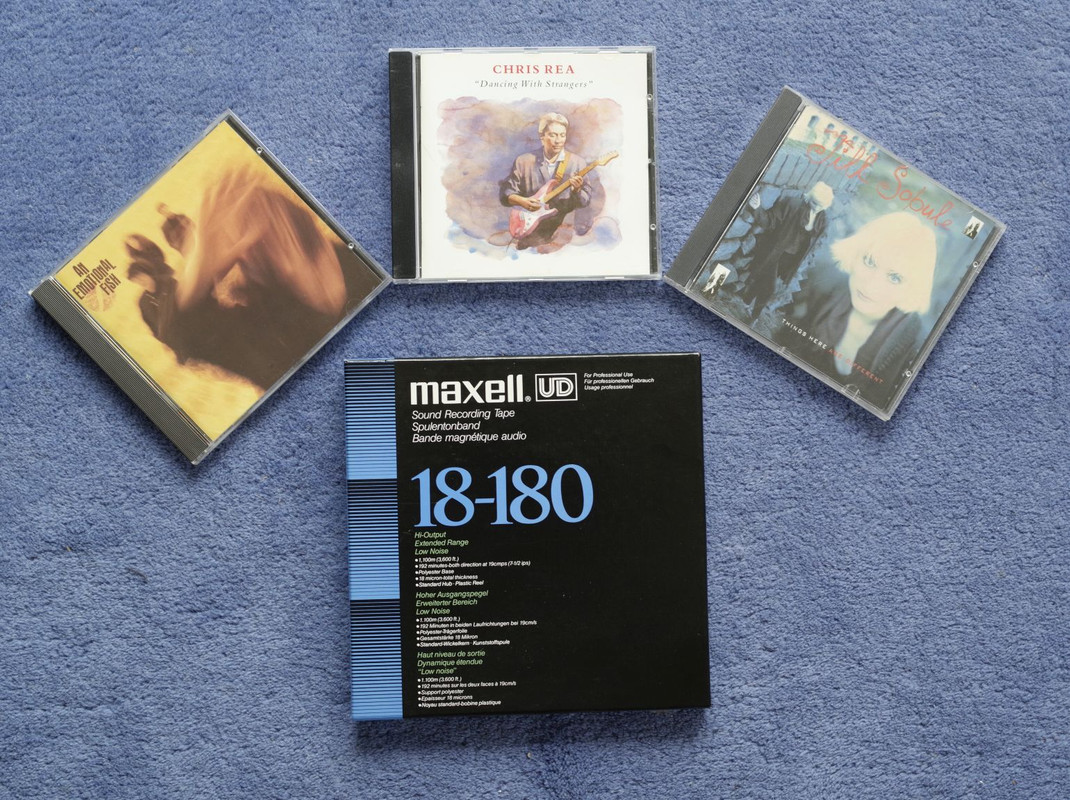 CHRIS REA
"Dancing With Strangers"
AN
EMOTIONAL
FISH
Jill Sobule
THINGS HERE ARE DIFFERENT
maxell® UD
For Professional Use
Für professionellen Gebrauch
Usage professionnel
Sound Recording Tape
Spulentonband
Bande magnétique audio
18-180
Hi-Output
Extended Range
Low Noise
●1,100m (3,600 ft.)
●192 minutes-both direction at 19cmps (7-1/2 ips)
●Polyester Base
●18 micron-total thickness
●Standard Hub · Plastic Reel
Hoher Ausgangspegel
Erweiterter Bereich
Low Noise
●1.100m (3.600 ft.)
●192 Minuten in beiden Laufrichtungen bei 19cm/s
●Polyester-Trägerfolie
●Gesamtstärke 18 Mikron
●Standard-Wickelkern · Kunststoffspule
Haut niveau de sortie
Dynamique étendue
"Low noise"
●1.100m (3,600 ft.)
●192 minutes sur les deux faces à 19cm/s
●Support polyester
●Epaisseur 18 microns
●Noyau standard-bobine plastique